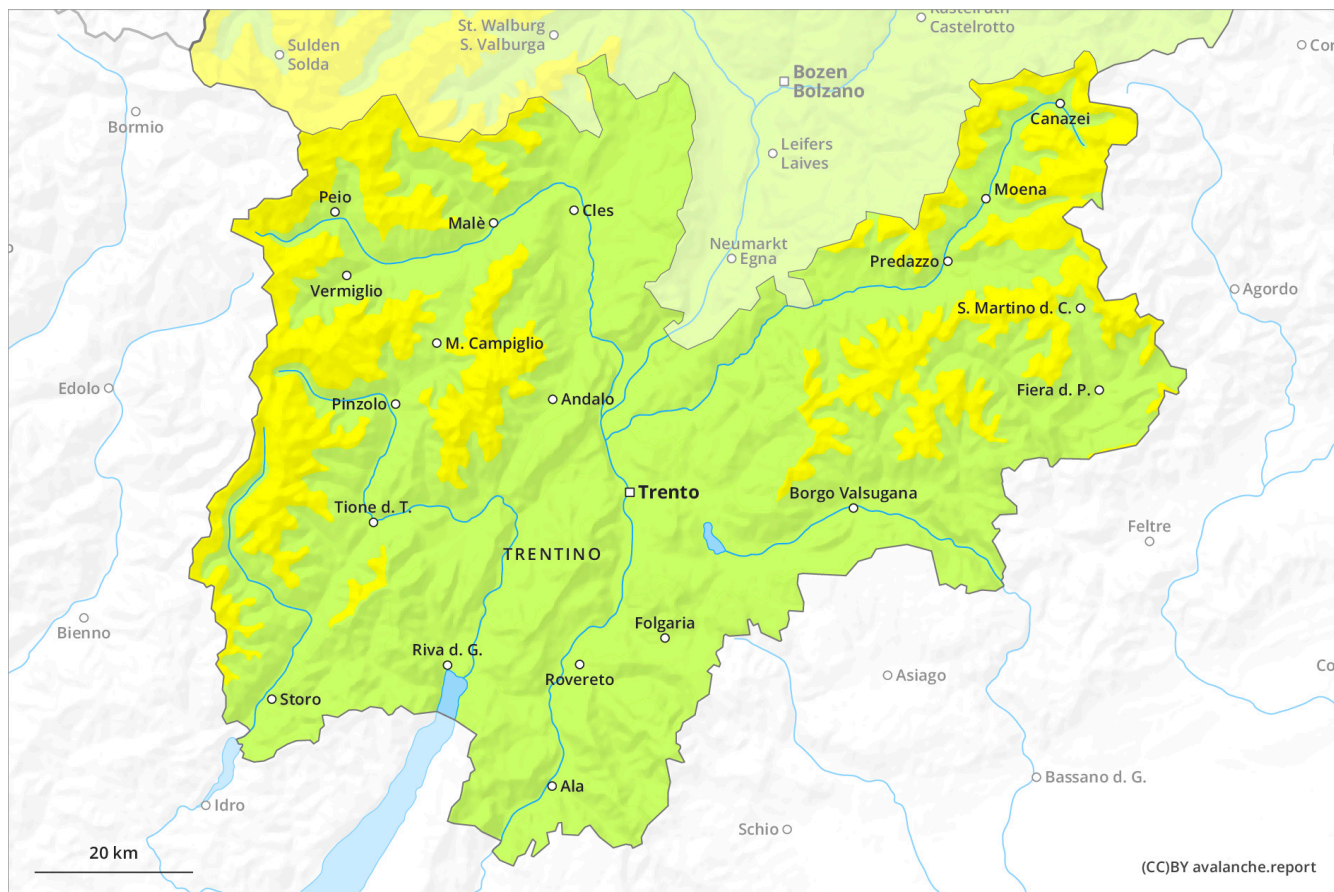 Kastelruth
Castelrotto
St. Walburg
S. Valburga
Sulden
Solda
Bozen
Bolzano
Bormio
Canazei
Leifers
Laives
Peio
Moena
Malè
Cles
Neumarkt
Egna
Predazzo
Vermiglio
Agordo
S. Martino d. C.
M. Campiglio
Edolo
Fiera d. P.
Pinzolo
Andalo
Trento
Borgo Valsugana
Tione d. T.
Feltre
TRENTINO
Bienno
Folgaria
Riva d. G.
Asiago
Rovereto
Storo
Bassano d. G.
Ala
Idro
Schio
20 km
(CC)BY avalanche.report